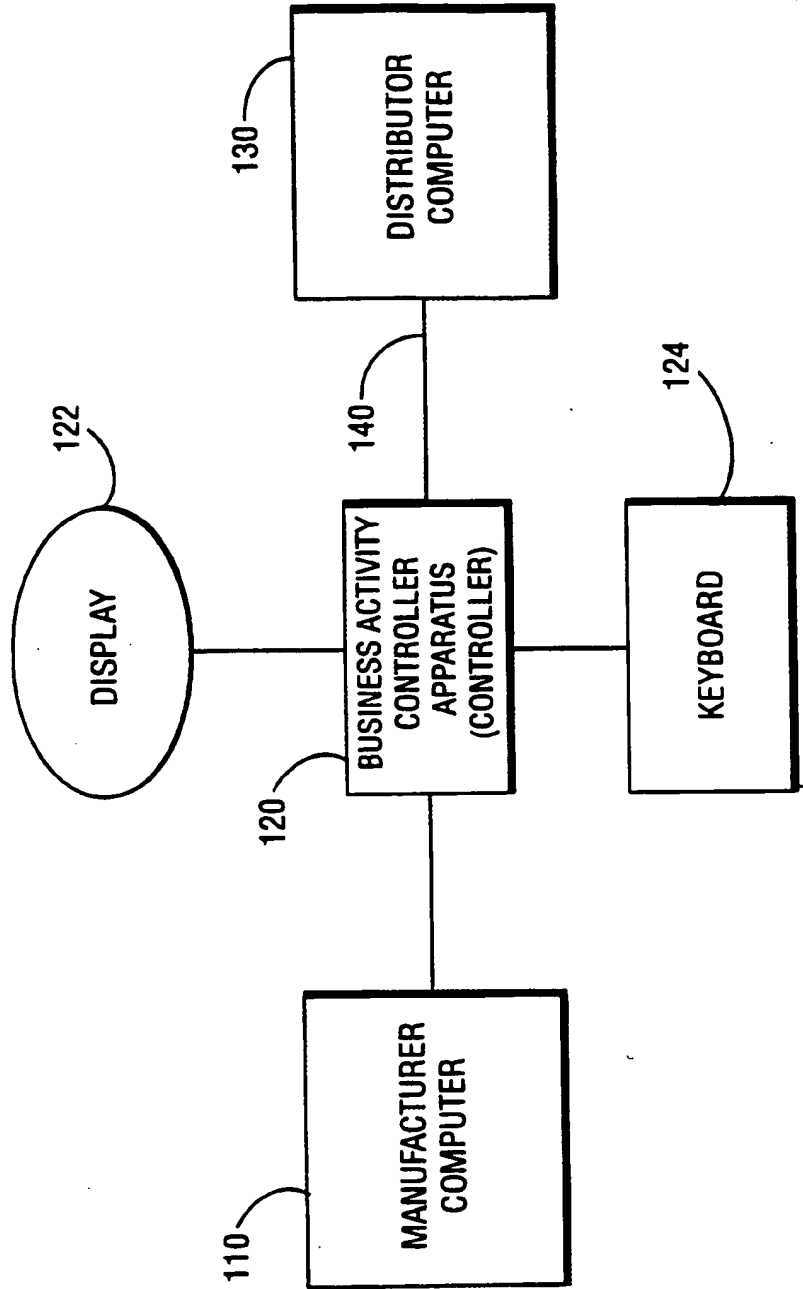 122
DISPLAY
110
MANUFACTURER
COMPUTER
120
BUSINESS ACTIVITY
CONTROLLER
APPARATUS
(CONTROLLER)
140
130
DISTRIBUTOR
COMPUTER
124
KEYBOARD